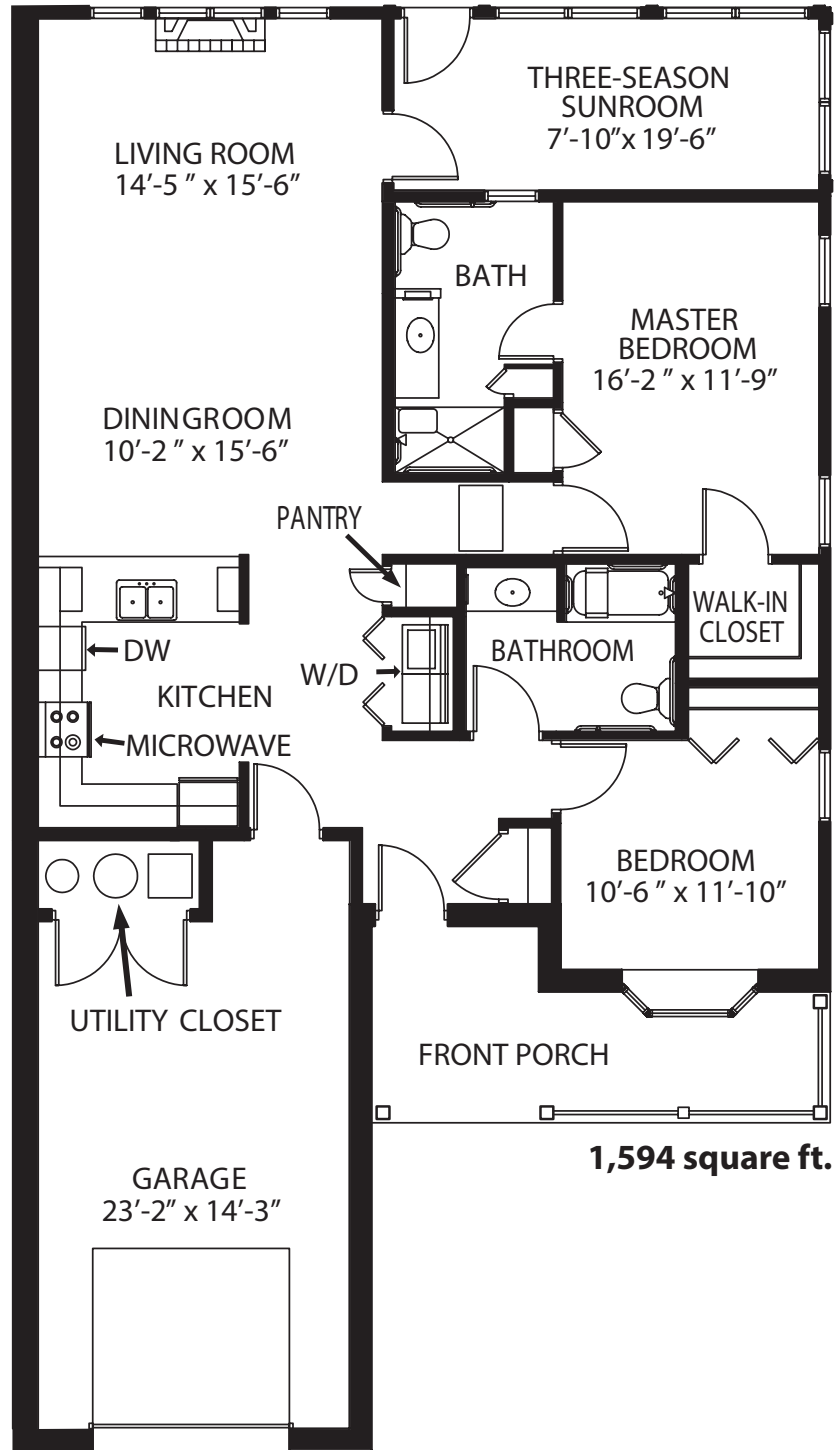 THREE-SEASON
SUNROOM
7′-10″x 19′-6″
LIVING ROOM
14′-5 ″ x 15′-6″
BATH
MASTER
BEDROOM
16′-2 ″ x 11′-9″
DININGROOM
10′-2 ″ x 15′-6″
PANTRY
WALK-IN
CLOSET
DW
W/D
BATHROOM
KITCHEN
MICROWAVE
BEDROOM
10′-6 ″ x 11′-10″
UTILITY CLOSET
FRONT PORCH
1,594 square ft.
GARAGE
23′-2″ x 14′-3″